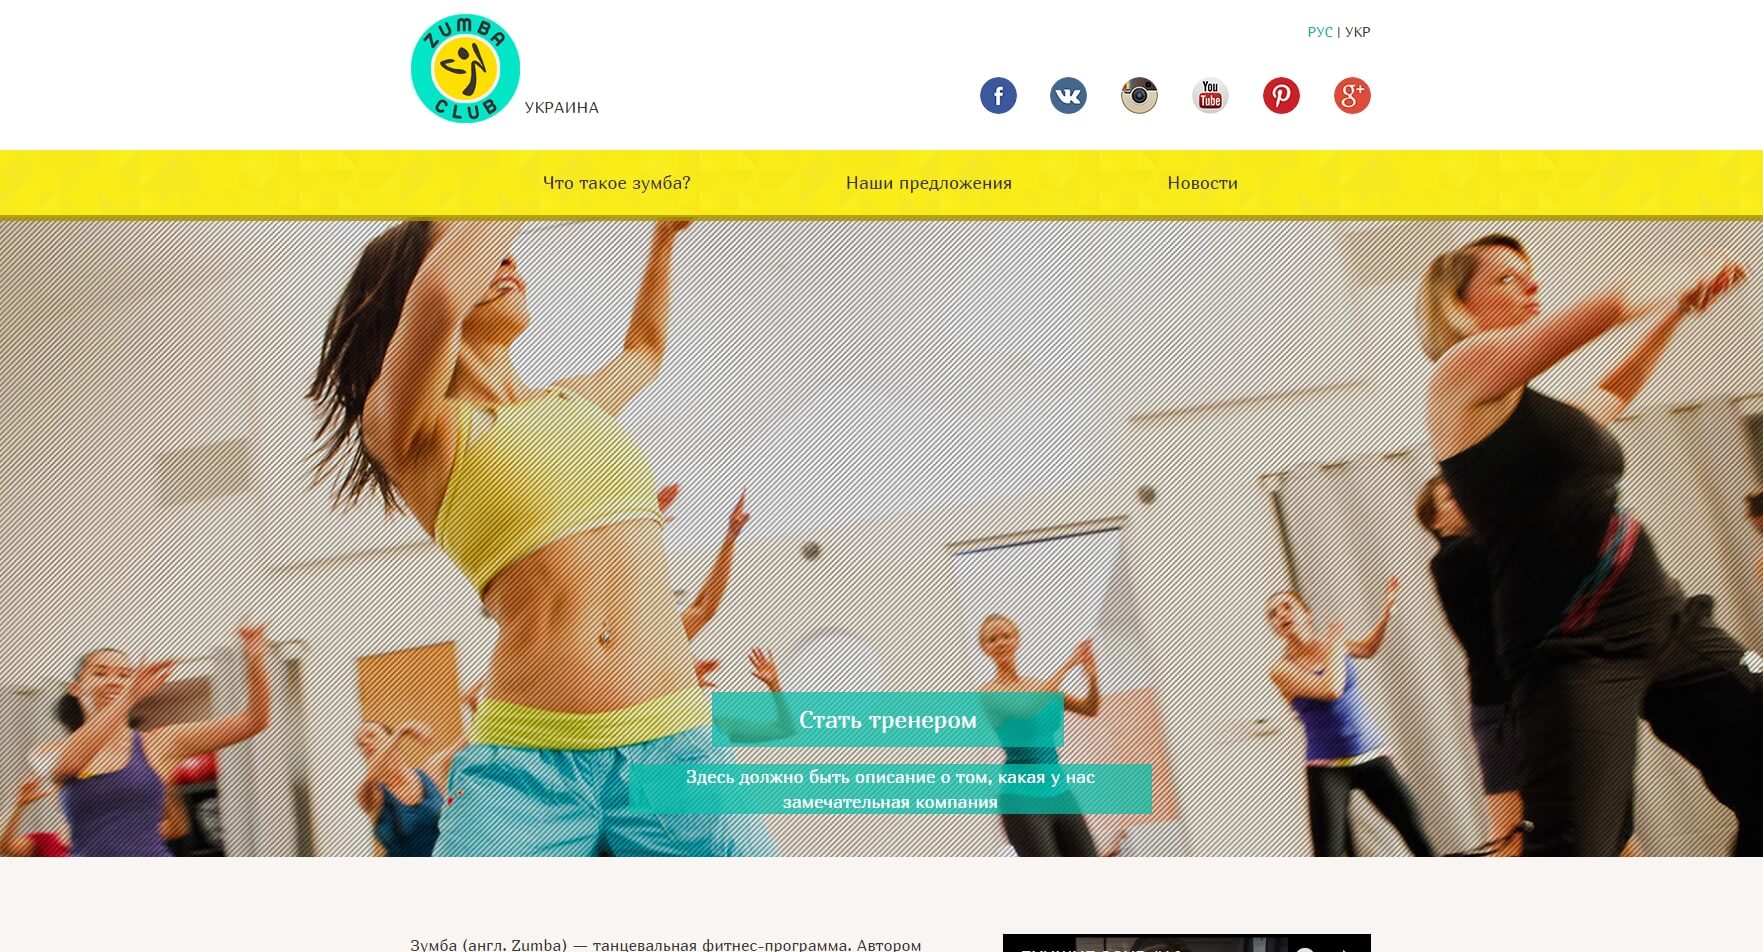 ZUMBA
CLUB
УКРАИНА
РУС | УКР
f
You
Tube
g+
Что такое зумба?
Наши предложения
Новости
Стать тренером
Здесь должно быть описание о том, какая у нас
замечательная компания
Зумба (англ. Zumba) — танцевальная фитнес-программа. Автором